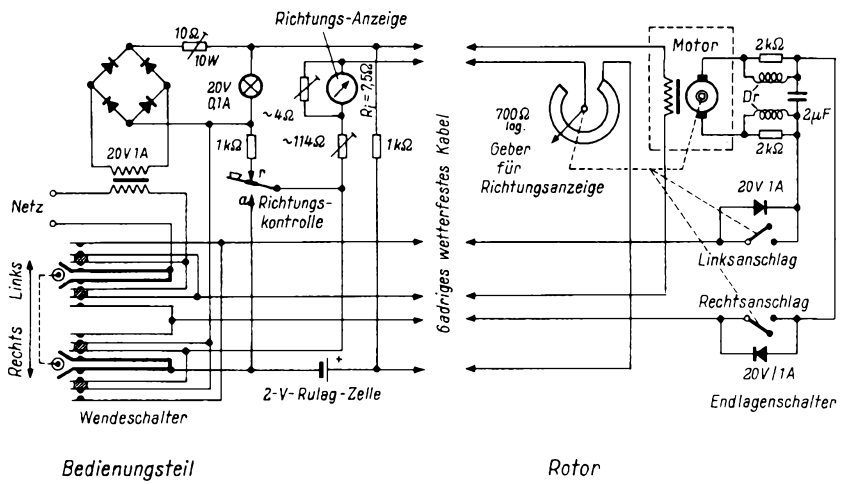 Richtungs-Anzeige
10Ω
10W
20V
0,1A
~4Ω
Ri=7,5Ω
1kΩ
~114Ω
1kΩ
20V 1A
r
a
Richtungs-
kontrolle
Netz
Links
Rechts
2-V-Rulag-Zelle
+
Wendeschalter
Bedienungsteil
6adriges wetterfestes Kabel
Motor
2kΩ
Dr
2µF
2kΩ
700Ω
log.
Geber
für
Richtungsanzeige
20V 1A
Linksanschlag
Rechtsanschlag
20V/1A
Endlagenschalter
Rotor